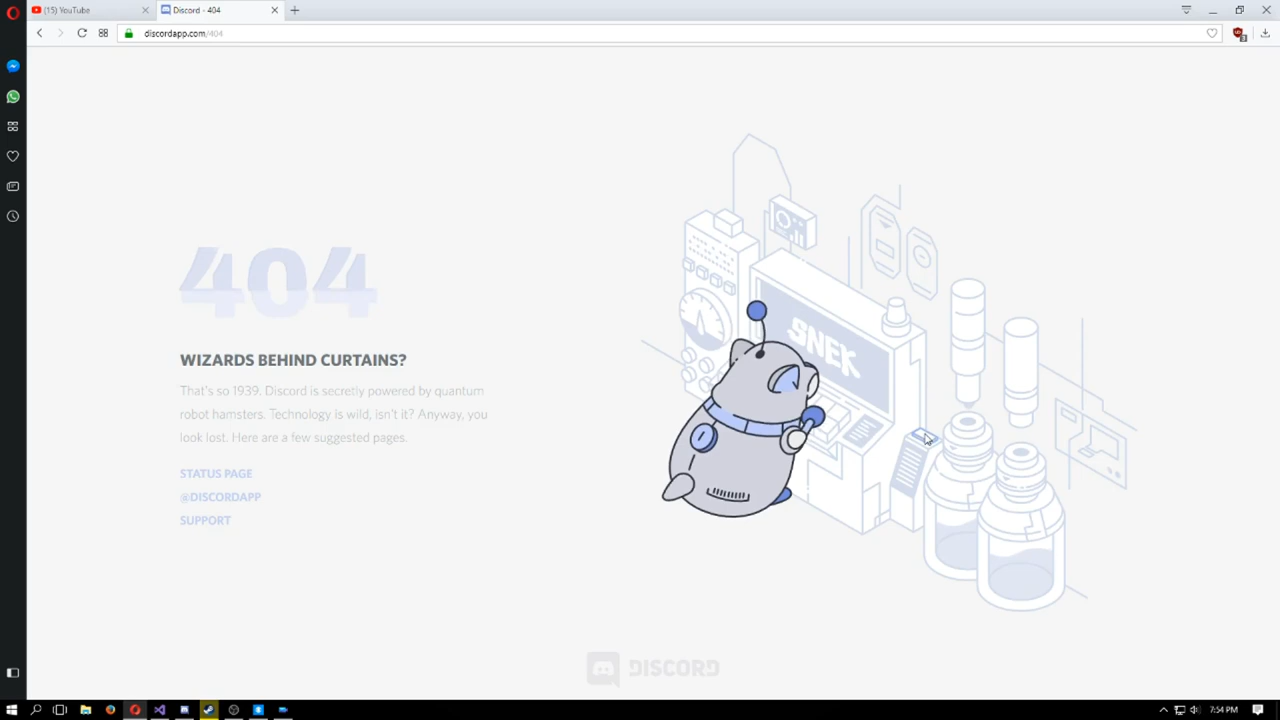 (15) YouTube
Discord - 404
discordapp.com/404
404
SNEK
WIZARDS BEHIND CURTAINS?
That's so 1939. Discord is secretly powered by quantum
robot hamsters. Technology is wild, isn't it? Anyway, you
look lost. Here are a few suggested pages.
STATUS PAGE
@DISCORDAPP
SUPPORT
DISCORD
7:54 PM